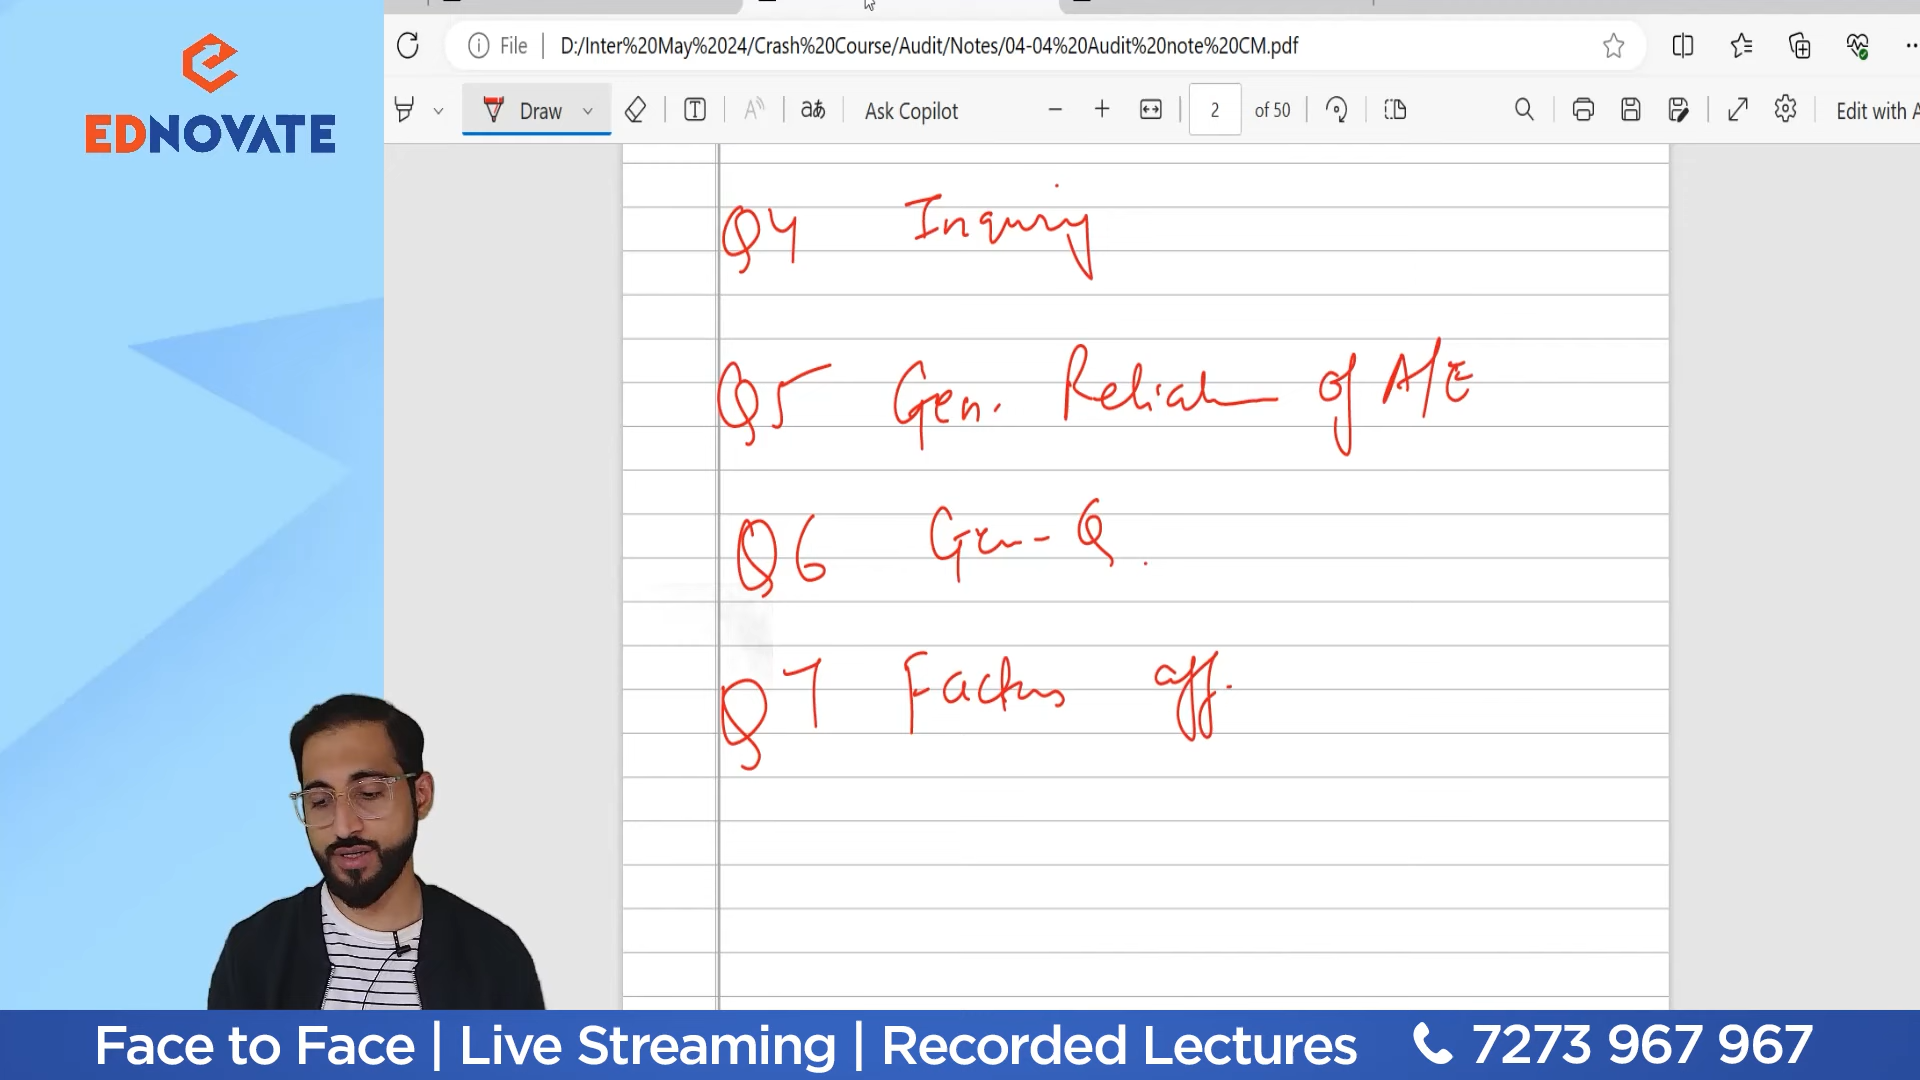 EDNOVATE
File D:/Inter%20May%2024/Crash%20Course/Audit/Notes/04-04%20Audit%20note%20CM.pdf
Draw T A aあ Ask Copilot 2 of 50 Edit with A
Q4 Inquiry
Q5 Gen. Reliab of A/E
Q6 Gen-Q.
Q7 Factors aff.
Face to Face | Live Streaming | Recorded Lectures 7273 967 967